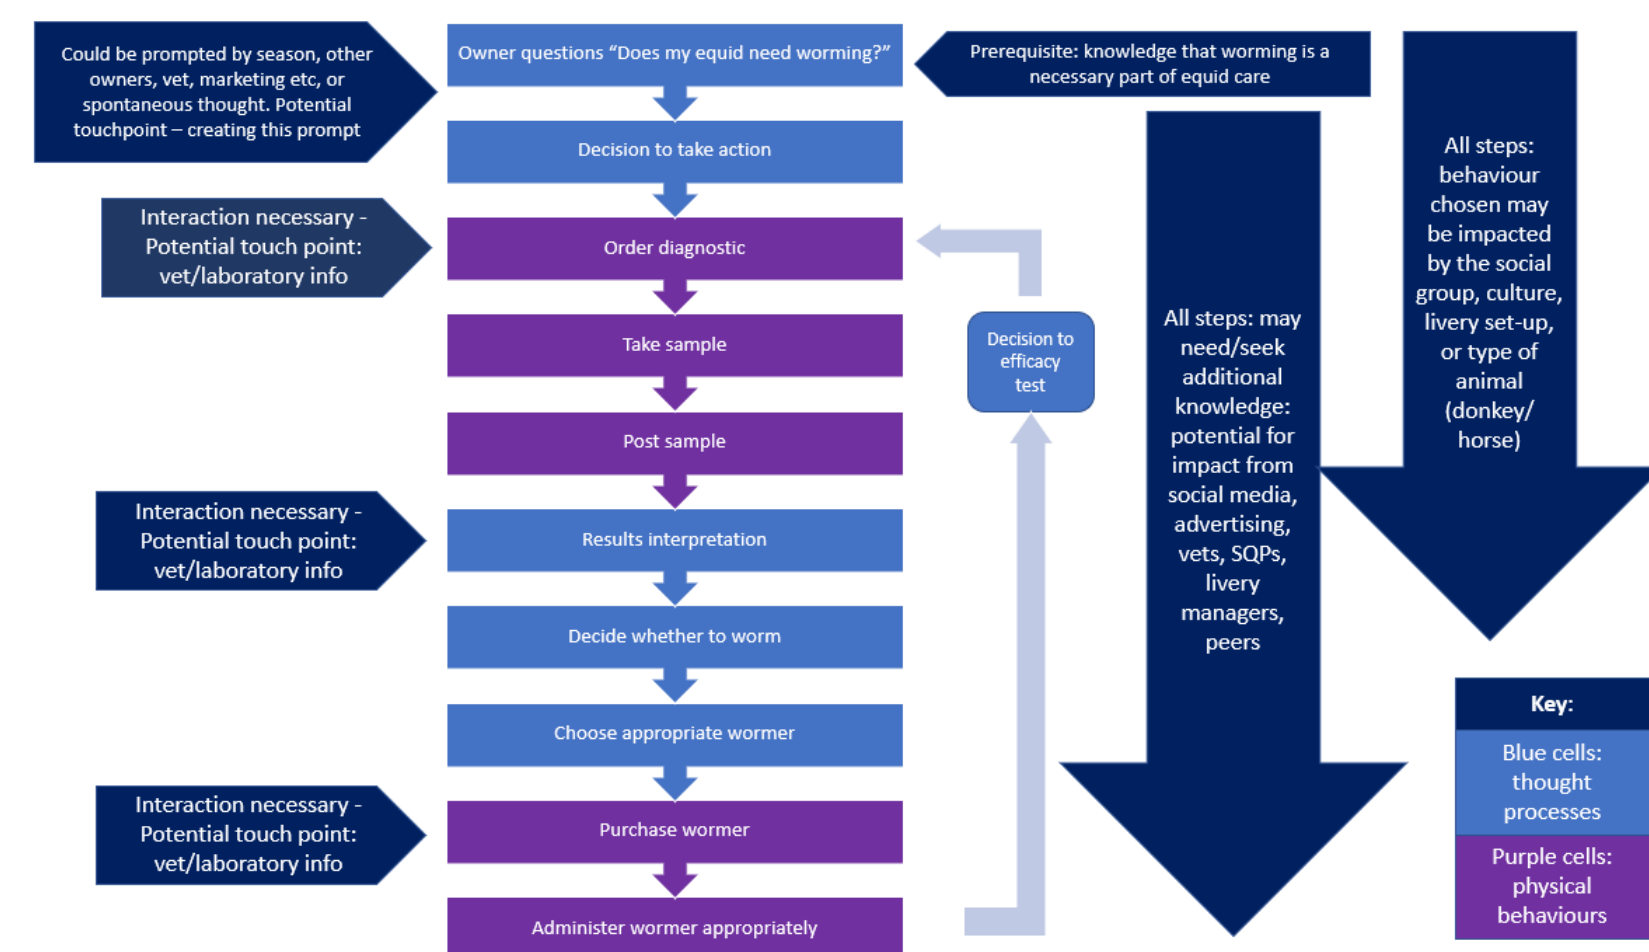 Could be prompted by season, other
owners, vet, marketing etc, or
spontaneous thought. Potential
touchpoint – creating this prompt
Owner questions “Does my equid need worming?”
Prerequisite: knowledge that worming is a
necessary part of equid care
Decision to take action
Interaction necessary -
Potential touch point:
vet/laboratory info
Order diagnostic
Take sample
Post sample
Interaction necessary -
Potential touch point:
vet/laboratory info
Results interpretation
Decide whether to worm
Choose appropriate wormer
Interaction necessary -
Potential touch point:
vet/laboratory info
Purchase wormer
Administer wormer appropriately
Decision to
efficacy
test
All steps: may
need/seek
additional
knowledge:
potential for
impact from
social media,
advertising,
vets, SQPs,
livery
managers,
peers
All steps:
behaviour
chosen may
be impacted
by the social
group, culture,
livery set-up,
or type of
animal
(donkey/
horse)
Key:
Blue cells:
thought
processes
Purple cells:
physical
behaviours